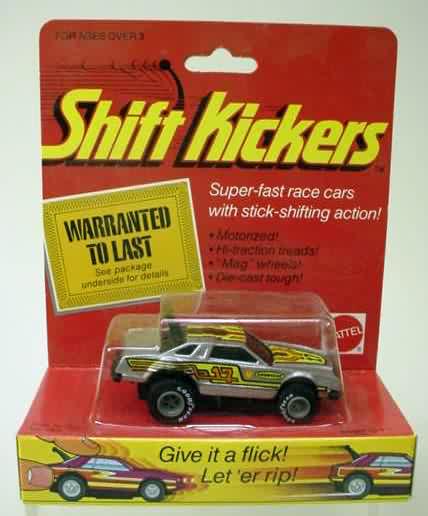 FOR AGES OVER 3
Shift Kickers
TM
Super-fast race cars
with stick-shifting action!
• Motorized!
• Hi-traction treads!
• "Mag" wheels!
• Die-cast tough!
WARRANTED
TO LAST
See package
underside for details
MATTEL
17
GOODYEAR
Give it a flick!
Let 'er rip!